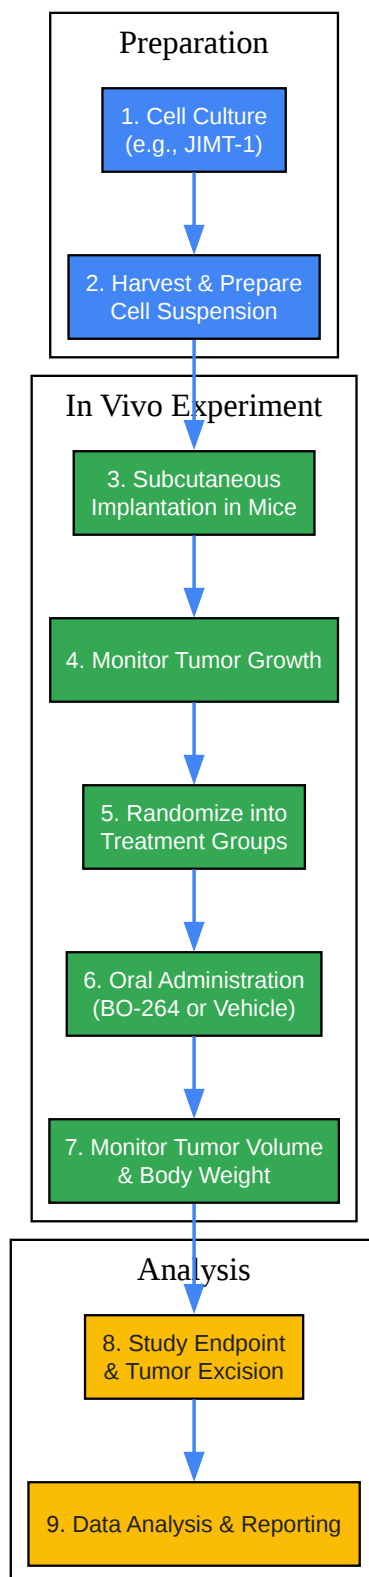 Preparation
1. Cell Culture
(e.g., JIMT-1)
2. Harvest & Prepare
Cell Suspension
In Vivo Experiment
3. Subcutaneous
Implantation in Mice
4. Monitor Tumor Growth
5. Randomize into
Treatment Groups
6. Oral Administration
(BO-264 or Vehicle)
7. Monitor Tumor Volume
& Body Weight
Analysis
8. Study Endpoint
& Tumor Excision
9. Data Analysis & Reporting